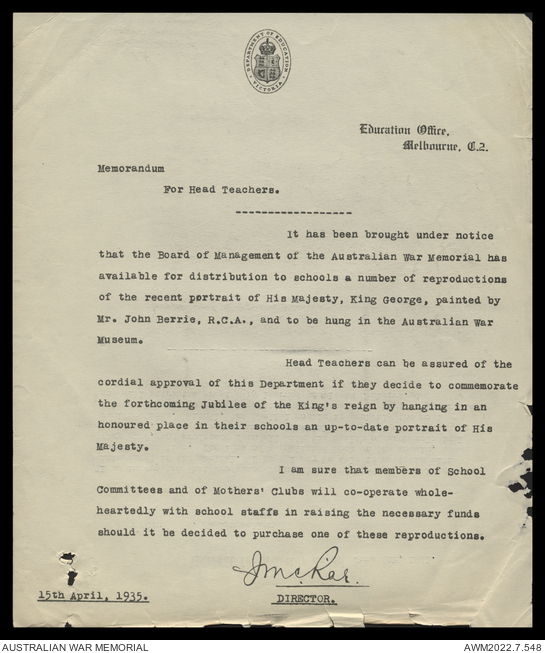 DEPARTMENT OF EDUCATION
VICTORIA
Education Office,
Melbourne, C.2.
Memorandum
For Head Teachers.
-------------------
It has been brought under notice
that the Board of Management of the Australian War Memorial has
available for distribution to schools a number of reproductions
of the recent portrait of His Majesty, King George, painted by
Mr. John Berrie, R.C.A., and to be hung in the Australian War
Museum.
Head Teachers can be assured of the
cordial approval of this Department if they decide to commemorate
the forthcoming Jubilee of the King's reign by hanging in an
honoured place in their schools an up-to-date portrait of His
Majesty.
I am sure that members of School
Committees and of Mothers' Clubs will co-operate whole-
heartedly with school staffs in raising the necessary funds
should it be decided to purchase one of these reproductions.
J McRae.
15th April, 1935.
DIRECTOR.
AUSTRALIAN WAR MEMORIAL
AWM2022.7.548